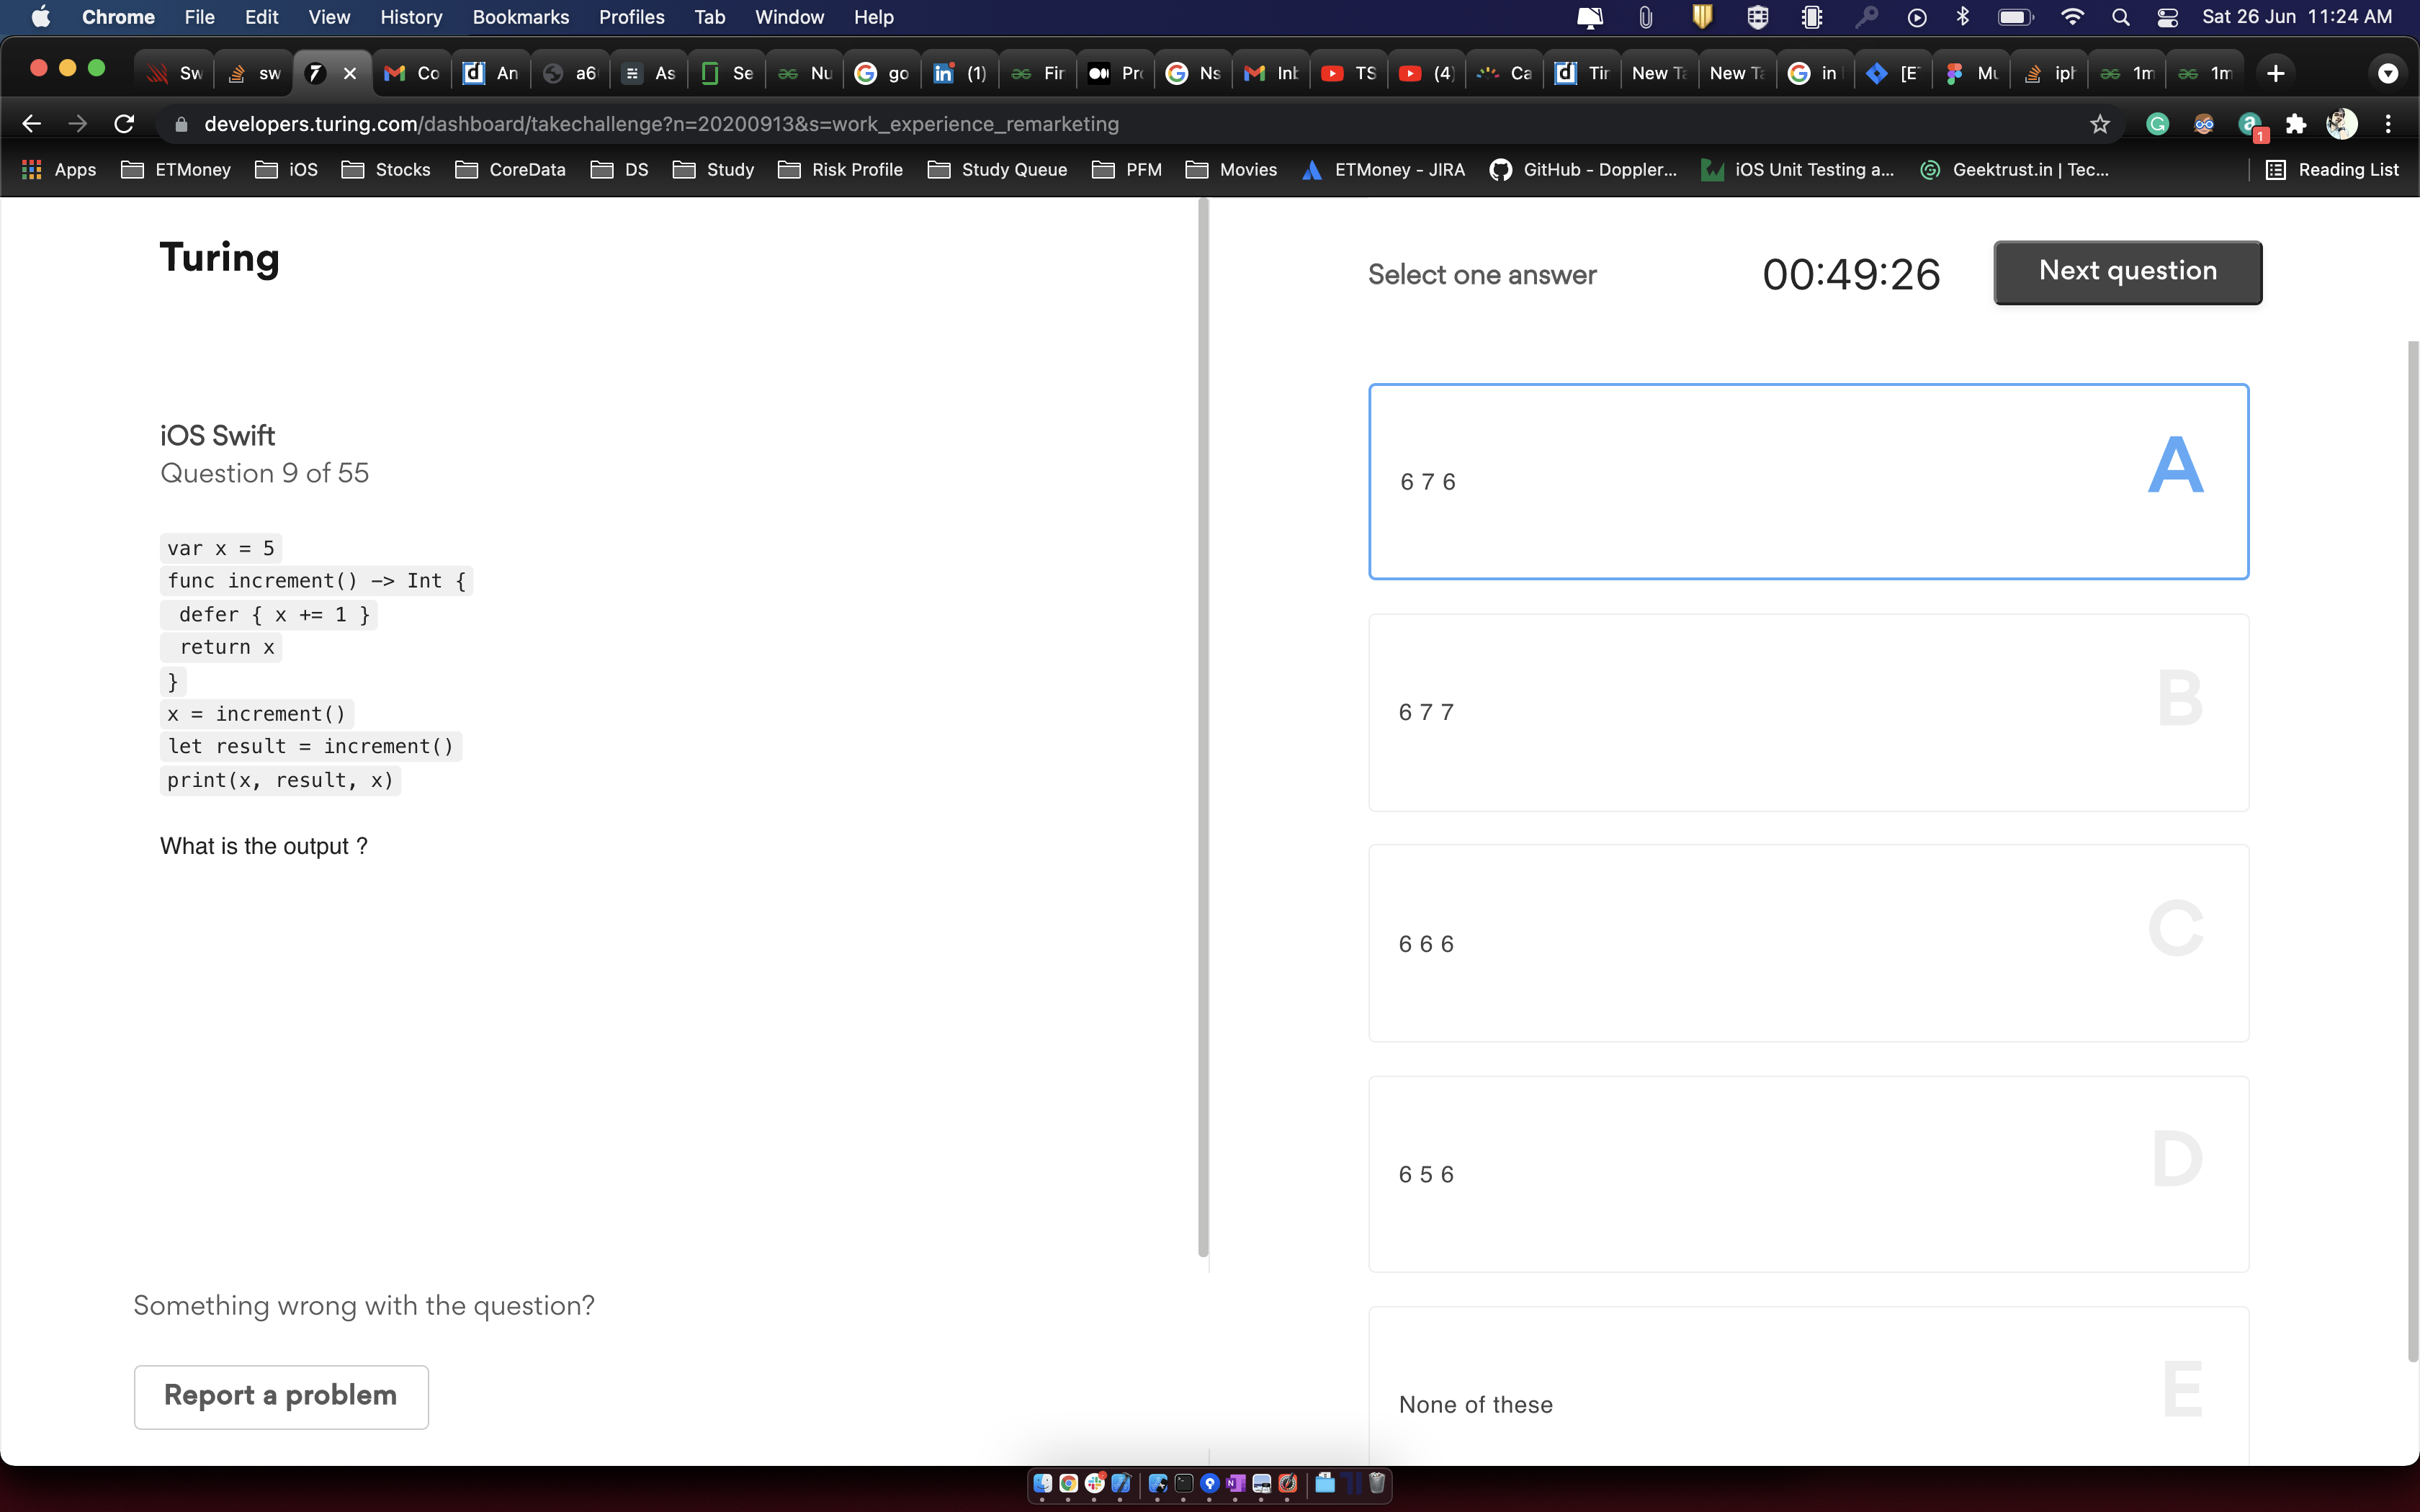 Chrome File Edit View History Bookmarks Profiles Tab Window Help Sat 26 Jun 11:24 AM
Sw sw Co An a6 As Se Nu go (1) Fir Pro Ns Inb TS (4) Ca Tir New Ta New Ta in [E Mu iph 1m 1m
developers.turing.com/dashboard/takechallenge?n=20200913&s=work_experience_remarketing 1
Apps ETMoney iOS Stocks CoreData DS Study Risk Profile Study Queue PFM Movies ETMoney - JIRA GitHub - Doppler... iOS Unit Testing a... Geektrust.in | Tec... Reading List
Turing
iOS Swift
Question 9 of 55
var x = 5
func increment() -> Int {
defer { x += 1 }
return x
}
x = increment()
let result = increment()
print(x, result, x)
What is the output ?
Something wrong with the question?
Report a problem
Select one answer 00:49:26 Next question
6 7 6 A
6 7 7 B
6 6 6 C
6 5 6 D
None of these E